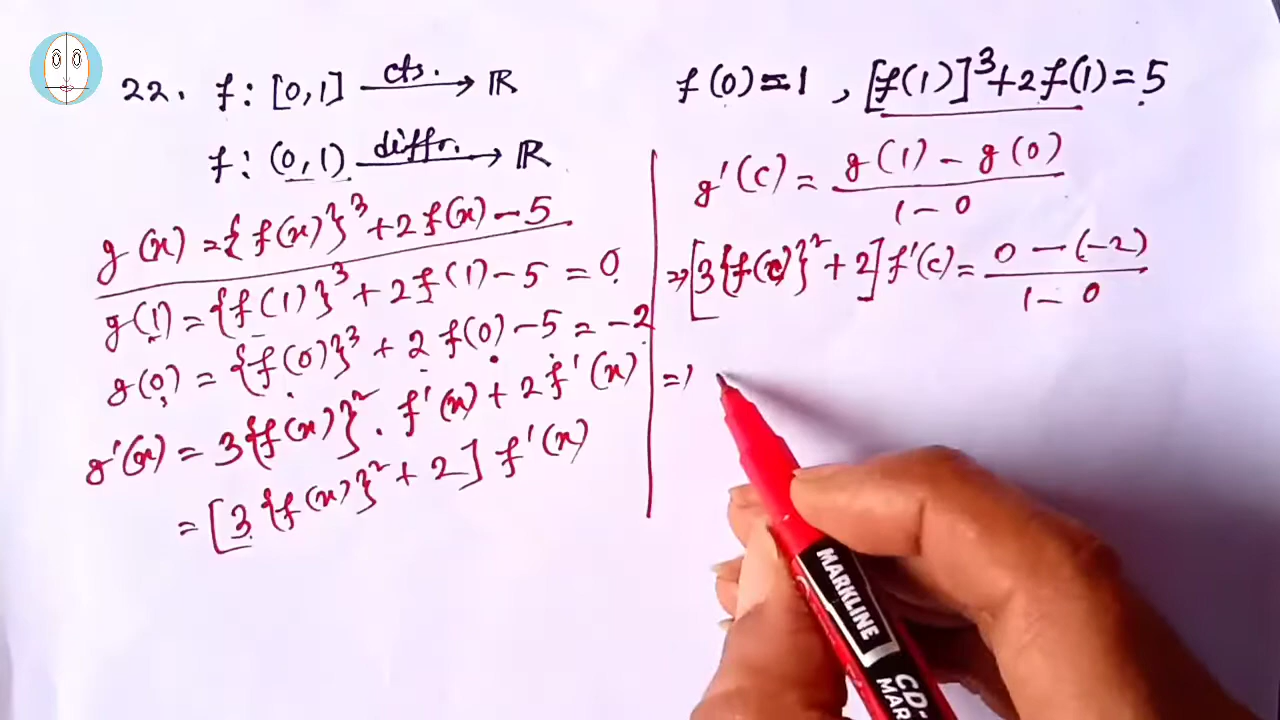 22. f : [0,1] cts.⟶ ℝ
f : (0,1) diffr.⟶ ℝ
g(x) = {f(x)}³ + 2f(x) − 5
g(1) = {f(1)}³ + 2f(1) − 5 = 0
g(0) = {f(0)}³ + 2f(0) − 5 = −2
g'(x) = 3{f(x)}² . f'(x) + 2f'(x)
= [3{f(x)}² + 2] f'(x)
f(0) = 1 , [f(1)]³ + 2f(1) = 5
g'(c) = g(1) − g(0) / 1 − 0
⇒ [3{f(c)}² + 2] f'(c) = 0 − (−2) / 1 − 0
⇒
MARKLINE
CD-
MAR